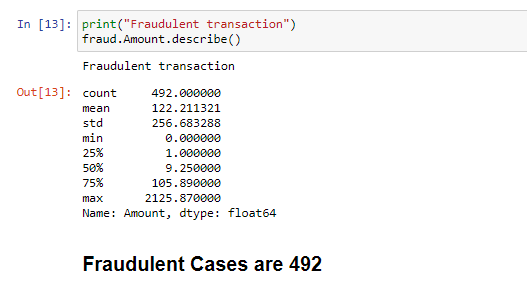 In [13]: print("Fraudulent transaction")
fraud.Amount.describe()
Fraudulent transaction
Out[13]: count 492.000000
mean 122.211321
std 256.683288
min 0.000000
25% 1.000000
50% 9.250000
75% 105.890000
max 2125.870000
Name: Amount, dtype: float64
Fraudulent Cases are 492